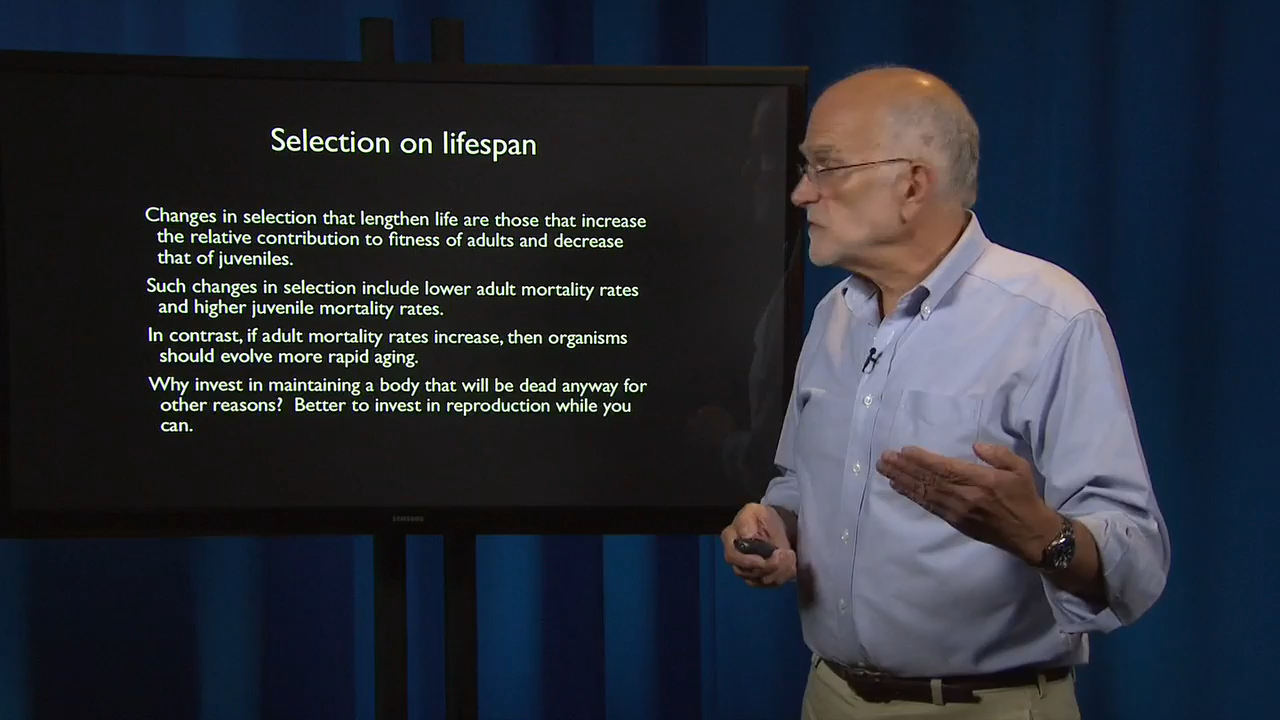 Selection on lifespan
Changes in selection that lengthen life are those that increase
the relative contribution to fitness of adults and decrease
that of juveniles.
Such changes in selection include lower adult mortality rates
and higher juvenile mortality rates.
In contrast, if adult mortality rates increase, then organisms
should evolve more rapid aging.
Why invest in maintaining a body that will be dead anyway for
other reasons? Better to invest in reproduction while you
can.
SAMSUNG